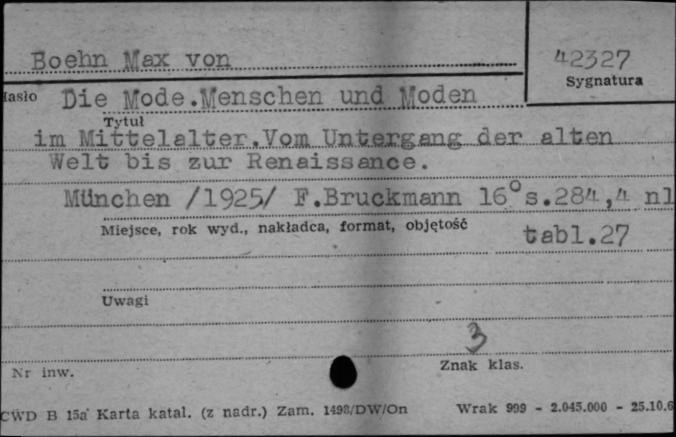 Boehn Max von
42327
Sygnatura
Hasło Die Mode.Menschen und Moden
Tytuł
im Mittelalter.Vom Untergang der alten
Welt bis zur Renaissance.
München /1925/ F.Bruckmann 16° s.284,4 nl
Miejsce, rok wyd., nakładca, format, objętość
tabl.27
Uwagi
3
Nr inw.
Znak klas.
CWD B 15a Karta katal. (z nadr.) Zam. 1498/DW/On Wrak 999 - 2.045.000 - 25.10.6